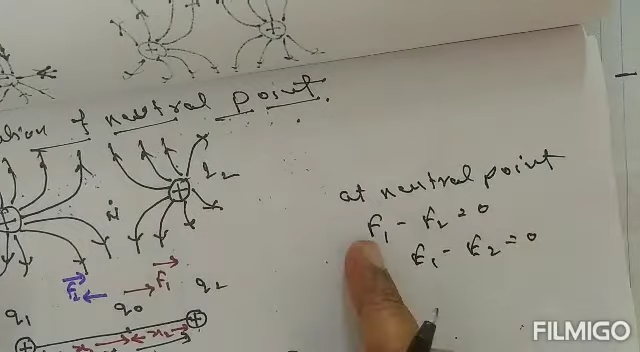 of neutral point.
q2
N
at neutral point
F1 - F2 = 0
E1 - E2 = 0
F2 F1
q1 q0 q2
x2
FILMIGO